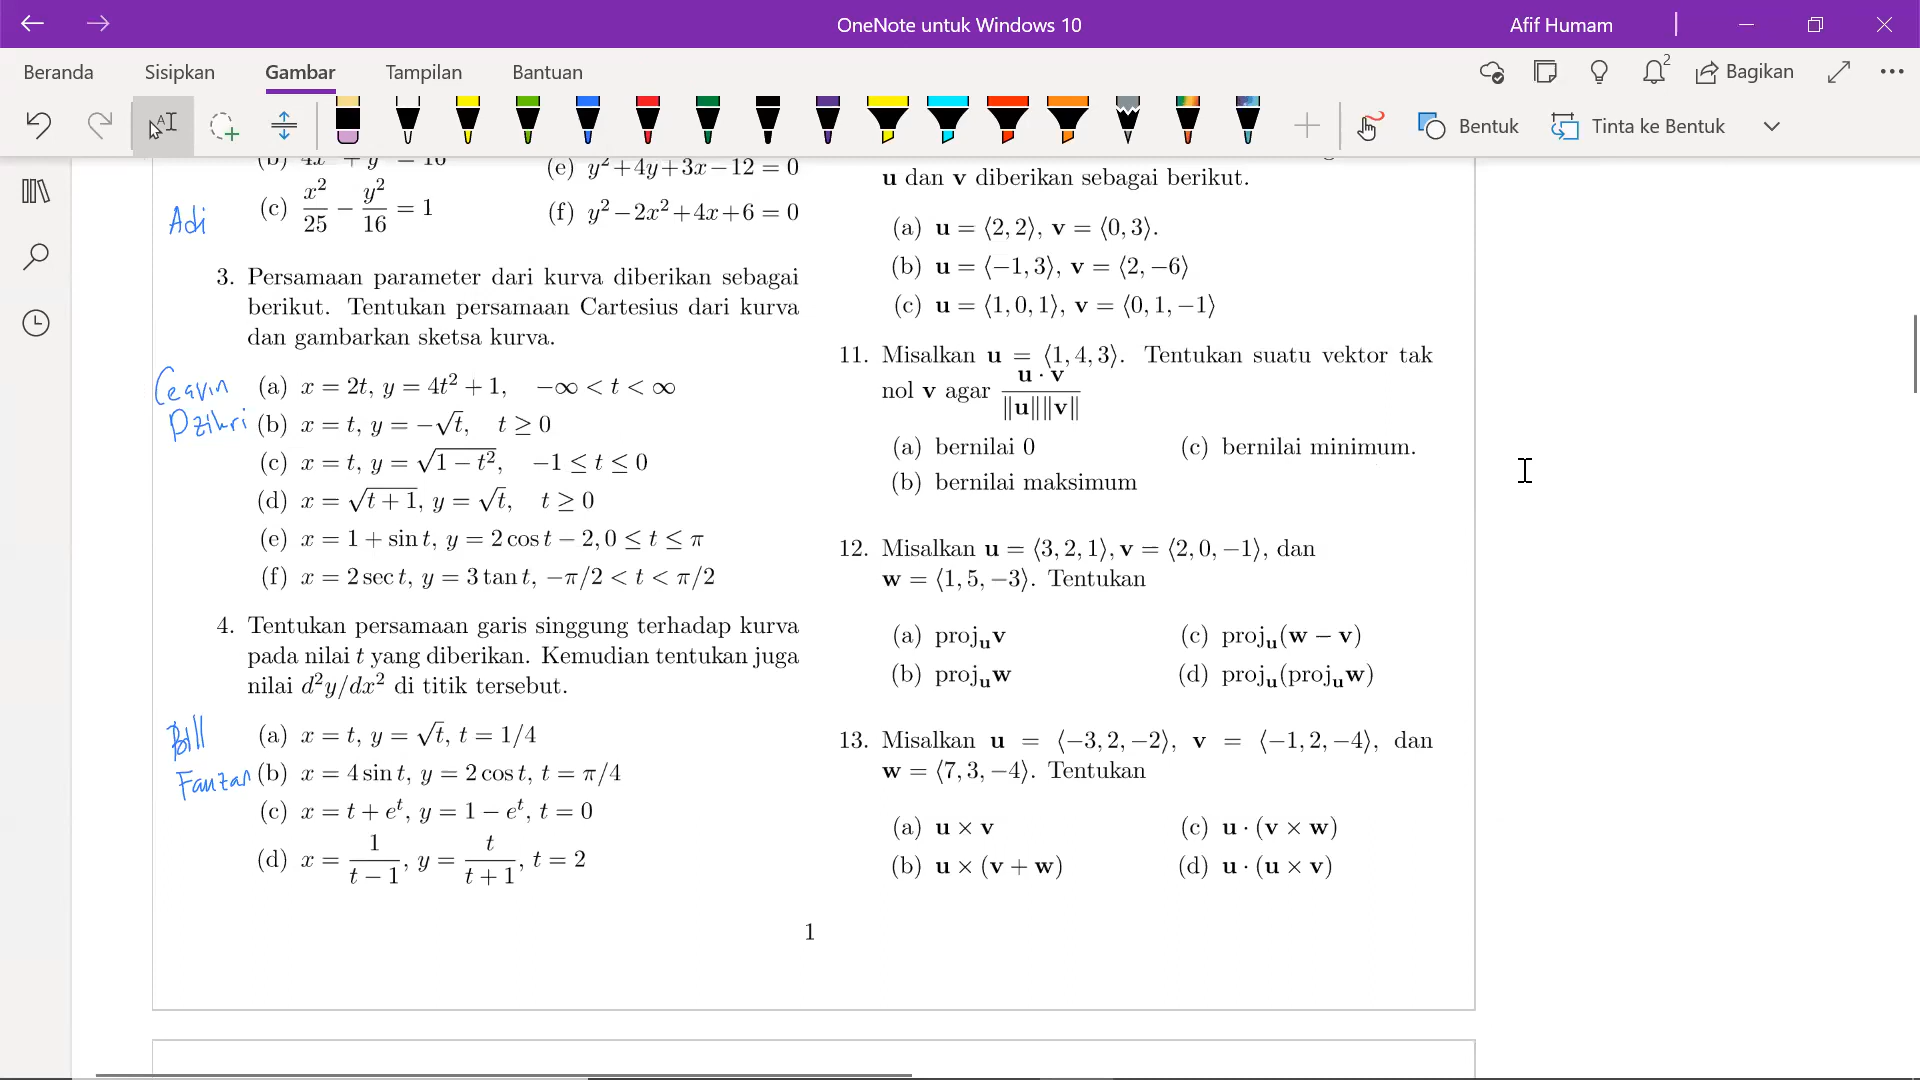 OneNote untuk Windows 10
Afif Humam
Beranda Sisipkan Gambar Tampilan Bantuan
2
Bagikan
Bentuk Tinta ke Bentuk
(e) y² + 4y + 3x − 12 = 0
(c) x²/25 − y²/16 = 1
(f) y² − 2x² + 4x + 6 = 0
Adi
3. Persamaan parameter dari kurva diberikan sebagai
berikut. Tentukan persamaan Cartesius dari kurva
dan gambarkan sketsa kurva.
Ceavin
(a) x = 2t, y = 4t² + 1, −∞ < t < ∞
Dzikri
(b) x = t, y = −√t, t ≥ 0
(c) x = t, y = √(1 − t²), −1 ≤ t ≤ 0
(d) x = √(t + 1), y = √t, t ≥ 0
(e) x = 1 + sin t, y = 2 cos t − 2, 0 ≤ t ≤ π
(f) x = 2 sec t, y = 3 tan t, −π/2 < t < π/2
4. Tentukan persamaan garis singgung terhadap kurva
pada nilai t yang diberikan. Kemudian tentukan juga
nilai d²y/dx² di titik tersebut.
Bill
(a) x = t, y = √t, t = 1/4
Fauzan
(b) x = 4 sin t, y = 2 cos t, t = π/4
(c) x = t + eᵗ, y = 1 − eᵗ, t = 0
(d) x = 1/(t − 1), y = t/(t + 1), t = 2
u dan v diberikan sebagai berikut.
(a) u = ⟨2, 2⟩, v = ⟨0, 3⟩.
(b) u = ⟨−1, 3⟩, v = ⟨2, −6⟩
(c) u = ⟨1, 0, 1⟩, v = ⟨0, 1, −1⟩
11. Misalkan u = ⟨1, 4, 3⟩. Tentukan suatu vektor tak
nol v agar u · v / ‖u‖‖v‖
(a) bernilai 0
(c) bernilai minimum.
(b) bernilai maksimum
12. Misalkan u = ⟨3, 2, 1⟩, v = ⟨2, 0, −1⟩, dan
w = ⟨1, 5, −3⟩. Tentukan
(a) projᵤv
(c) projᵤ(w − v)
(b) projᵤw
(d) projᵤ(projᵤw)
13. Misalkan u = ⟨−3, 2, −2⟩, v = ⟨−1, 2, −4⟩, dan
w = ⟨7, 3, −4⟩. Tentukan
(a) u × v
(c) u · (v × w)
(b) u × (v + w)
(d) u · (u × v)
1